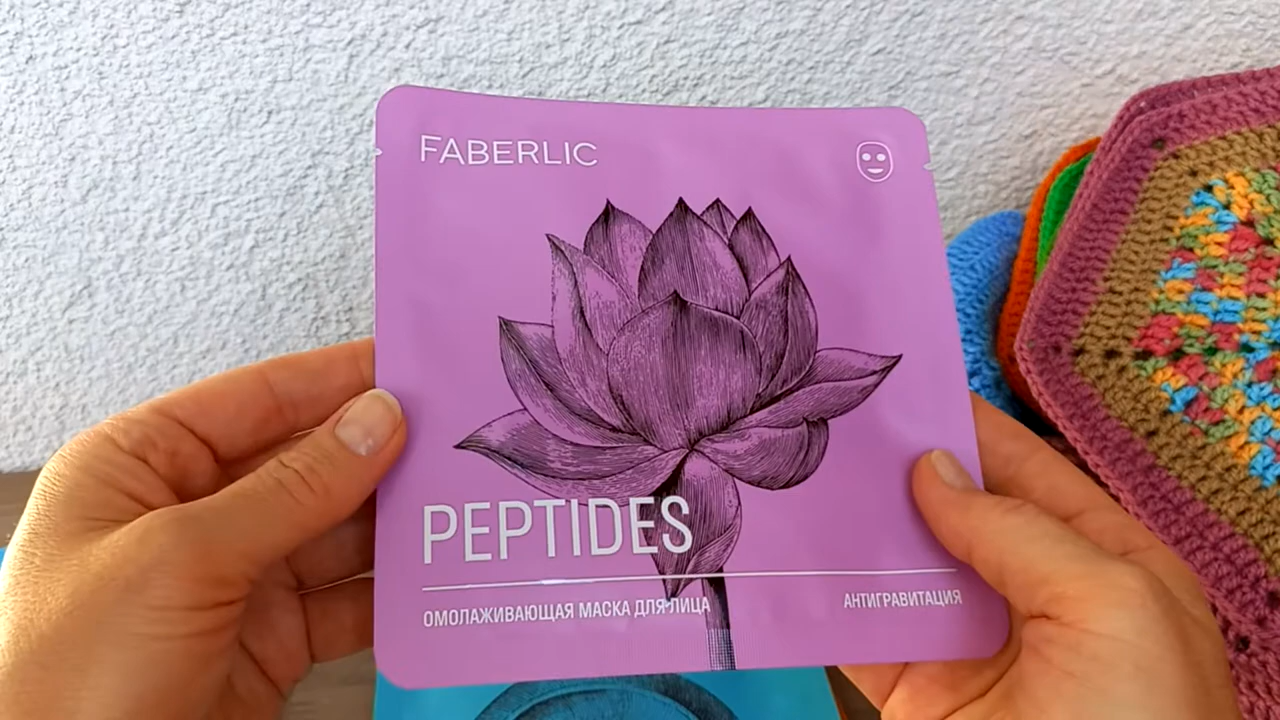 FABERLIC
PEPTIDES
ОМОЛАЖИВАЮЩАЯ МАСКА ДЛЯ ЛИЦА
АНТИГРАВИТАЦИЯ